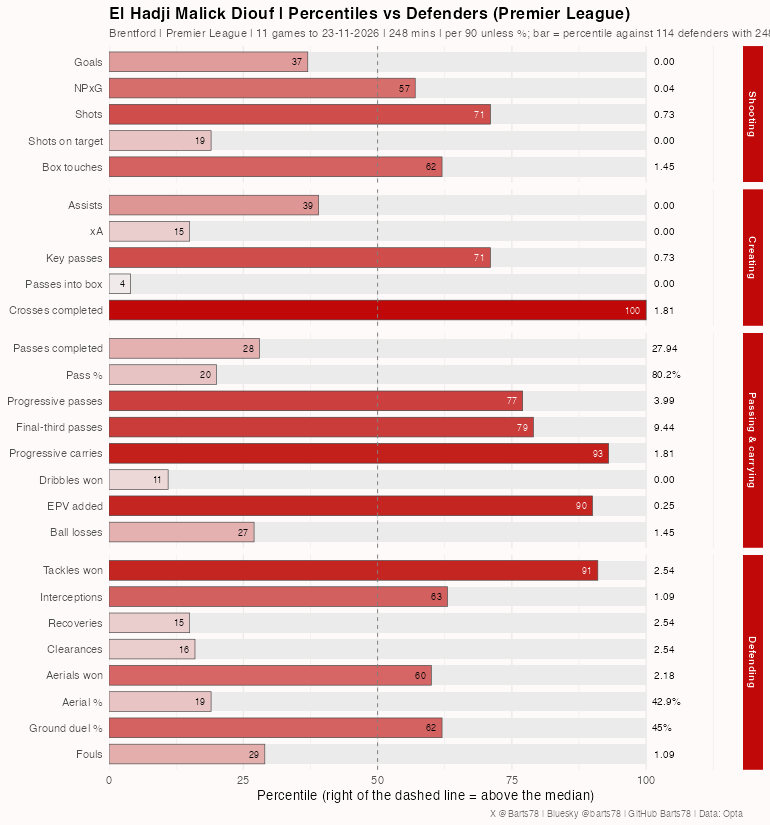 El Hadji Malick Diouf | Percentiles vs Defenders (Premier League)
Brentford | Premier League | 11 games to 23-11-2026 | 248 mins | per 90 unless %; bar = percentile against 114 defenders with 248
Goals 37 0.00
NPxG 57 0.04
Shots 71 0.73
Shots on target 19 0.00
Box touches 62 1.45
Shooting
Assists 39 0.00
xA 15 0.00
Key passes 71 0.73
Passes into box 4 0.00
Crosses completed 100 1.81
Creating
Passes completed 28 27.94
Pass % 20 80.2%
Progressive passes 77 3.99
Final-third passes 79 9.44
Progressive carries 93 1.81
Dribbles won 11 0.00
EPV added 90 0.25
Ball losses 27 1.45
Passing & carrying
Tackles won 91 2.54
Interceptions 63 1.09
Recoveries 15 2.54
Clearances 16 2.54
Aerials won 60 2.18
Aerial % 19 42.9%
Ground duel % 62 45%
Fouls 29 1.09
Defending
0 25 50 75 100
Percentile (right of the dashed line = above the median)
X @Barts78 | Bluesky @barts78 | GitHub Barts78 | Data: Opta